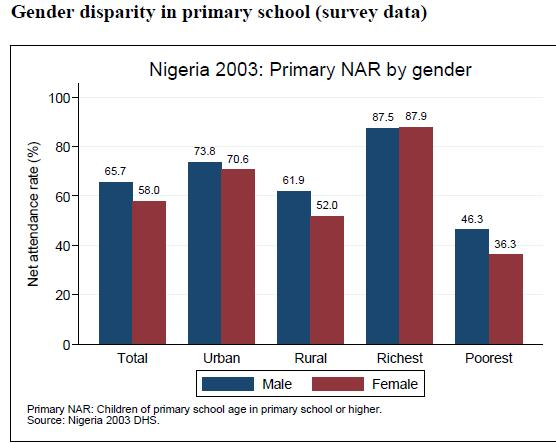 Gender disparity in primary school (survey data)
Nigeria 2003: Primary NAR by gender
Net attendance rate (%)
100
80
60
40
20
0
65.7
58.0
73.8
70.6
61.9
52.0
87.5
87.9
46.3
36.3
Total
Urban
Rural
Richest
Poorest
Male
Female
Primary NAR: Children of primary school age in primary school or higher.
Source: Nigeria 2003 DHS.